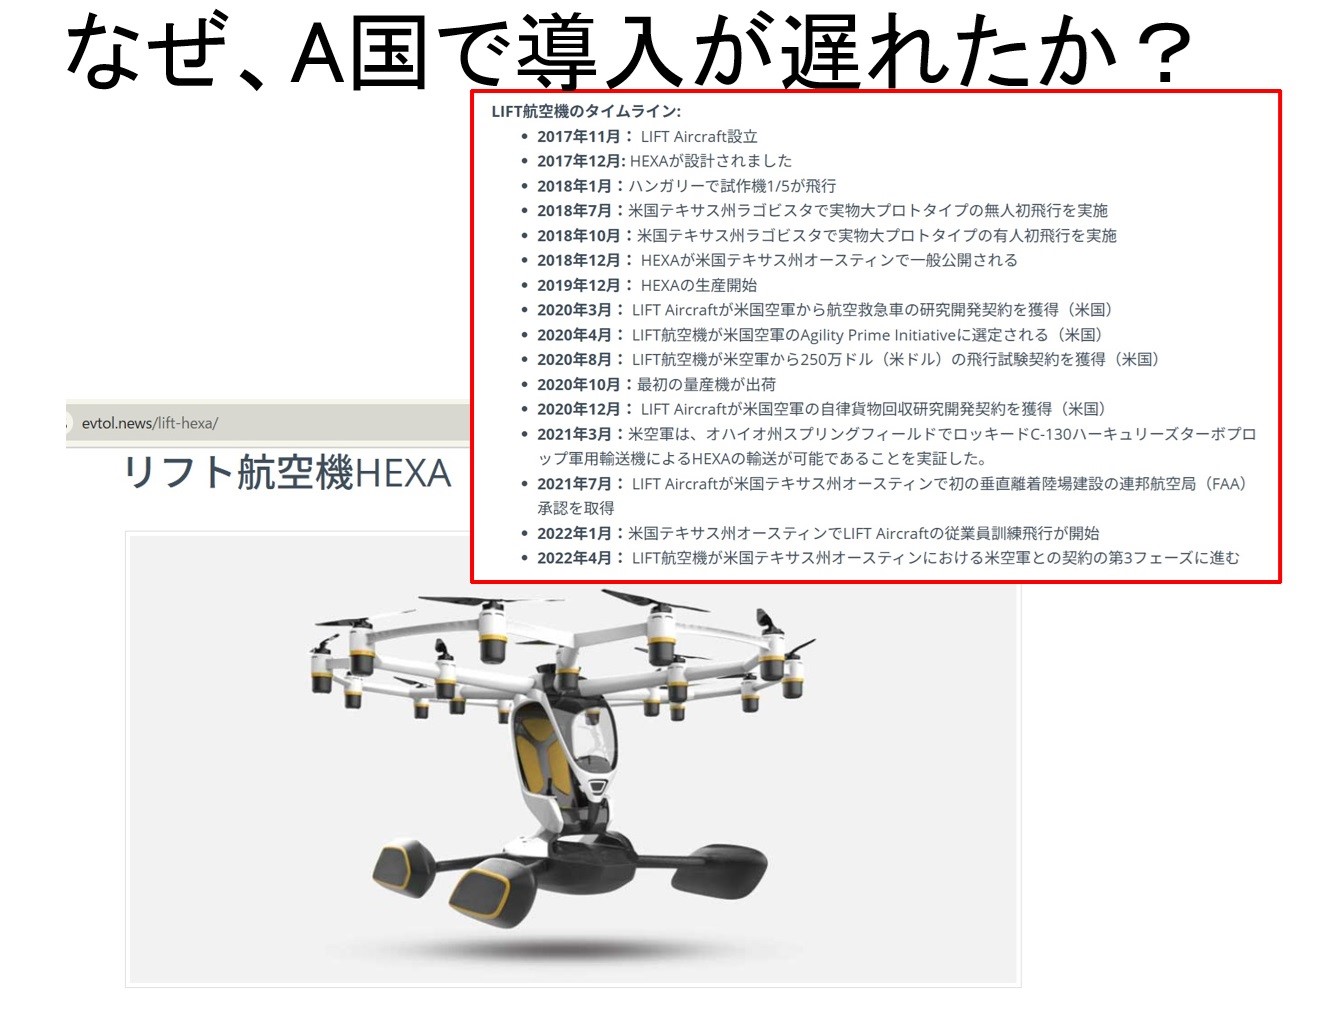 なぜ、A国で導入が遅れたか？
LIFT航空機のタイムライン:
• 2017年11月： LIFT Aircraft設立
• 2017年12月: HEXAが設計されました
• 2018年1月：ハンガリーで試作機1/5が飛行
• 2018年7月：米国テキサス州ラゴビスタで実物大プロトタイプの無人初飛行を実施
• 2018年10月：米国テキサス州ラゴビスタで実物大プロトタイプの有人初飛行を実施
• 2018年12月： HEXAが米国テキサス州オースティンで一般公開される
• 2019年12月： HEXAの生産開始
• 2020年3月： LIFT Aircraftが米国空軍から航空救急車の研究開発契約を獲得（米国）
• 2020年4月： LIFT航空機が米国空軍のAgility Prime Initiativeに選定される（米国）
• 2020年8月： LIFT航空機が米空軍から250万ドル（米ドル）の飛行試験契約を獲得（米国）
• 2020年10月：最初の量産機が出荷
• 2020年12月： LIFT Aircraftが米国空軍の自律貨物回収研究開発契約を獲得（米国）
• 2021年3月：米空軍は、オハイオ州スプリングフィールドでロッキードC-130ハーキュリーズターボプロ
ップ軍用輸送機によるHEXAの輸送が可能であることを実証した。
• 2021年7月： LIFT Aircraftが米国テキサス州オースティンで初の垂直離着陸場建設の連邦航空局（FAA）
承認を取得
• 2022年1月：米国テキサス州オースティンでLIFT Aircraftの従業員訓練飛行が開始
• 2022年4月： LIFT航空機が米国テキサス州オースティンにおける米空軍との契約の第3フェーズに進む
evtol.news/lift-hexa/
リフト航空機HEXA